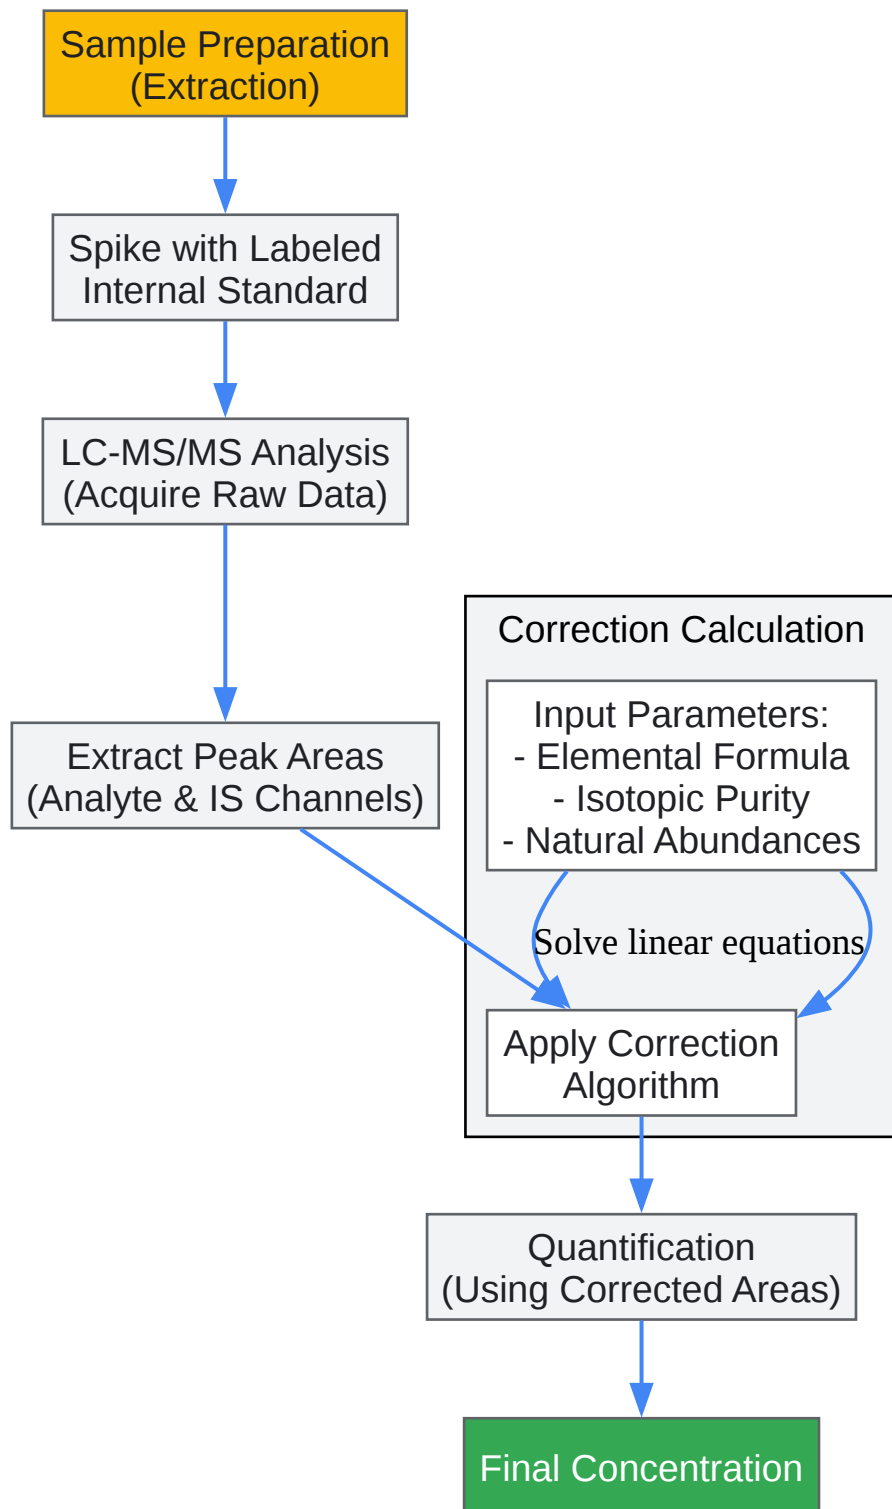 Sample Preparation
(Extraction)
Spike with Labeled
Internal Standard
LC-MS/MS Analysis
(Acquire Raw Data)
Extract Peak Areas
(Analyte & IS Channels)
Correction Calculation
Input Parameters:
- Elemental Formula
- Isotopic Purity
- Natural Abundances
Solve linear equations
Apply Correction
Algorithm
Quantification
(Using Corrected Areas)
Final Concentration